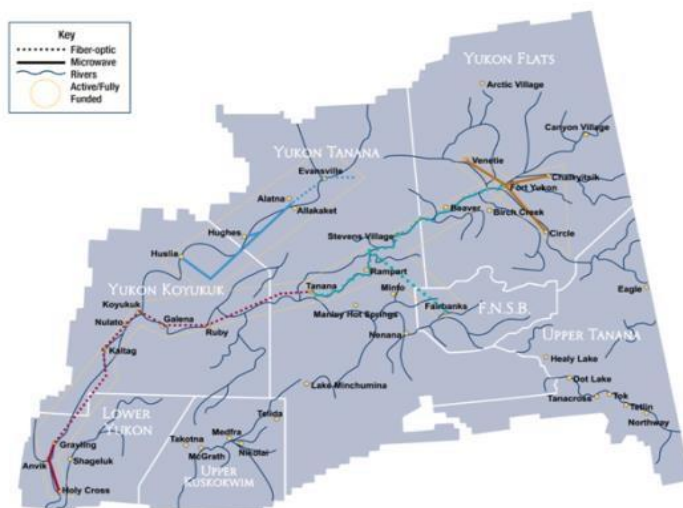 Key
Fiber-optic
Microwave
Rivers
Active/Fully
Funded
YUKON FLATS
Arctic Village
Canyon Village
YUKON TANANA
Venetie
Chalkyitsik
Evansville
Fort Yukon
Alatna
Allakaket
Beaver
Birch Creek
Hughes
Stevens Village
Circle
Huslia
Rampart
YUKON KOYUKUK
Tanana
Minto
Eagle
Koyukuk
Fairbanks
F.N.S.B.
Nulato
Galena
Ruby
Manley Hot Springs
Nenana
UPPER TANANA
Kaltag
Healy Lake
Lake Minchumina
Dot Lake
LOWER
YUKON
Tanacross
Tok
Tetlin
Telida
Northway
Grayling
Takotna
Medfra
Anvik
Shageluk
McGrath
Nikolai
UPPER
KUSKOKWIM
Holy Cross